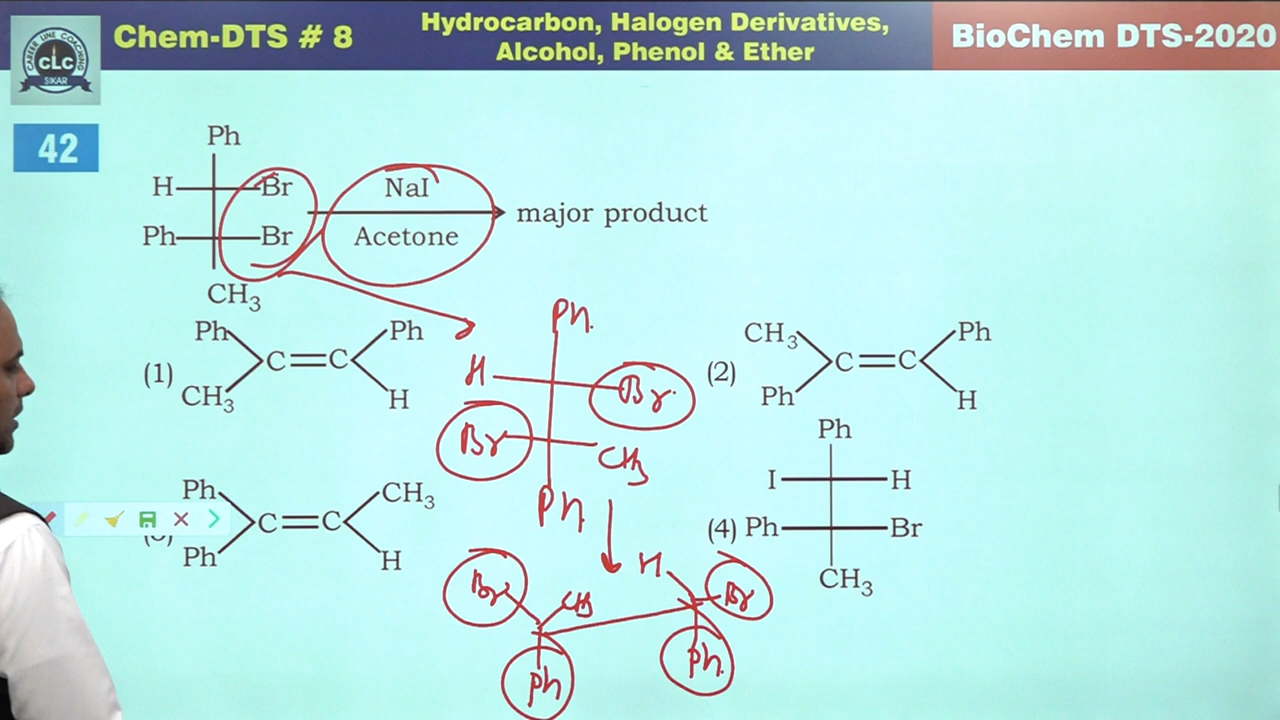 CAREER LINE COACHING
CLC
SIKAR
Chem-DTS # 8
Hydrocarbon, Halogen Derivatives,
Alcohol, Phenol & Ether
BioChem DTS-2020
42
Ph
H Br
Ph Br
CH3
NaI
Acetone
major product
(1)
Ph Ph
C=C
CH3 H
(2)
CH3 Ph
C=C
Ph H
Ph CH3
C=C
Ph H
Ph
I H
(4) Ph Br
CH3
Ph
H Br
Br CH3
Ph
Br CH3 H Br
Ph Ph